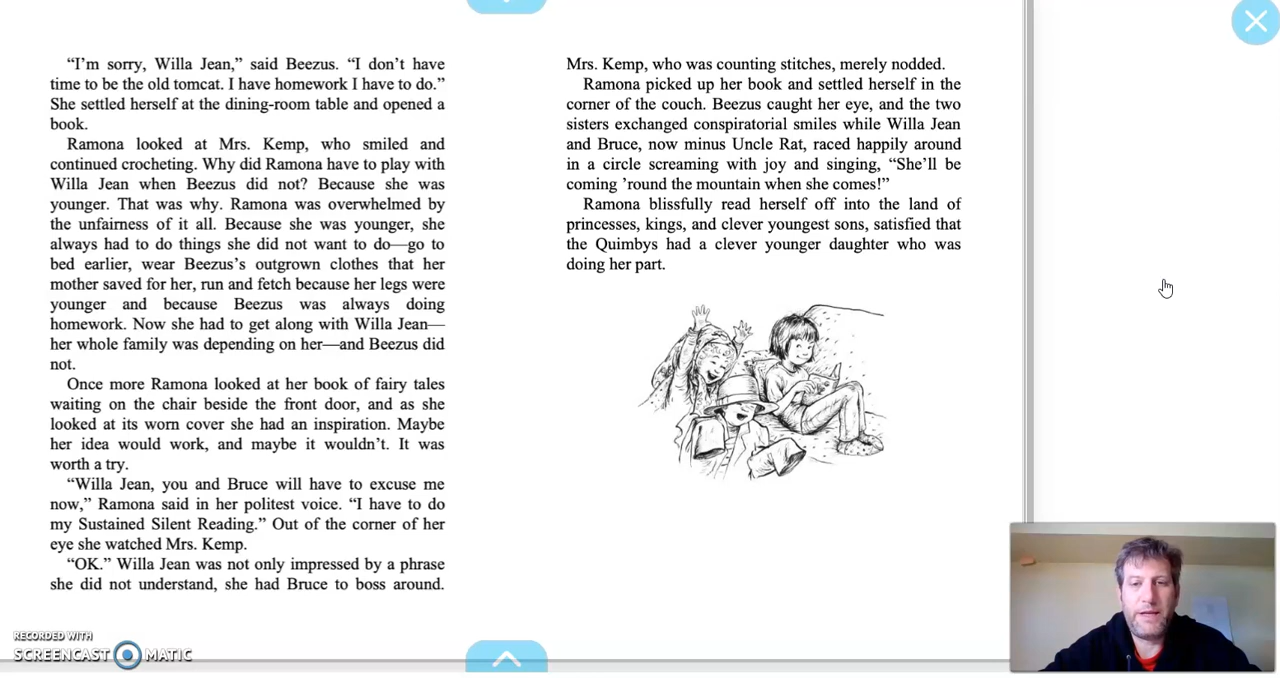 “I’m sorry, Willa Jean,” said Beezus. “I don’t have
time to be the old tomcat. I have homework I have to do.”
She settled herself at the dining-room table and opened a
book.
Ramona looked at Mrs. Kemp, who smiled and
continued crocheting. Why did Ramona have to play with
Willa Jean when Beezus did not? Because she was
younger. That was why. Ramona was overwhelmed by
the unfairness of it all. Because she was younger, she
always had to do things she did not want to do—go to
bed earlier, wear Beezus’s outgrown clothes that her
mother saved for her, run and fetch because her legs were
younger and because Beezus was always doing
homework. Now she had to get along with Willa Jean—
her whole family was depending on her—and Beezus did
not.
Once more Ramona looked at her book of fairy tales
waiting on the chair beside the front door, and as she
looked at its worn cover she had an inspiration. Maybe
her idea would work, and maybe it wouldn’t. It was
worth a try.
“Willa Jean, you and Bruce will have to excuse me
now,” Ramona said in her politest voice. “I have to do
my Sustained Silent Reading.” Out of the corner of her
eye she watched Mrs. Kemp.
“OK.” Willa Jean was not only impressed by a phrase
she did not understand, she had Bruce to boss around.
Mrs. Kemp, who was counting stitches, merely nodded.
Ramona picked up her book and settled herself in the
corner of the couch. Beezus caught her eye, and the two
sisters exchanged conspiratorial smiles while Willa Jean
and Bruce, now minus Uncle Rat, raced happily around
in a circle screaming with joy and singing, “She’ll be
coming ’round the mountain when she comes!”
Ramona blissfully read herself off into the land of
princesses, kings, and clever youngest sons, satisfied that
the Quimbys had a clever younger daughter who was
doing her part.
RECORDED WITH
SCREENCAST MATIC